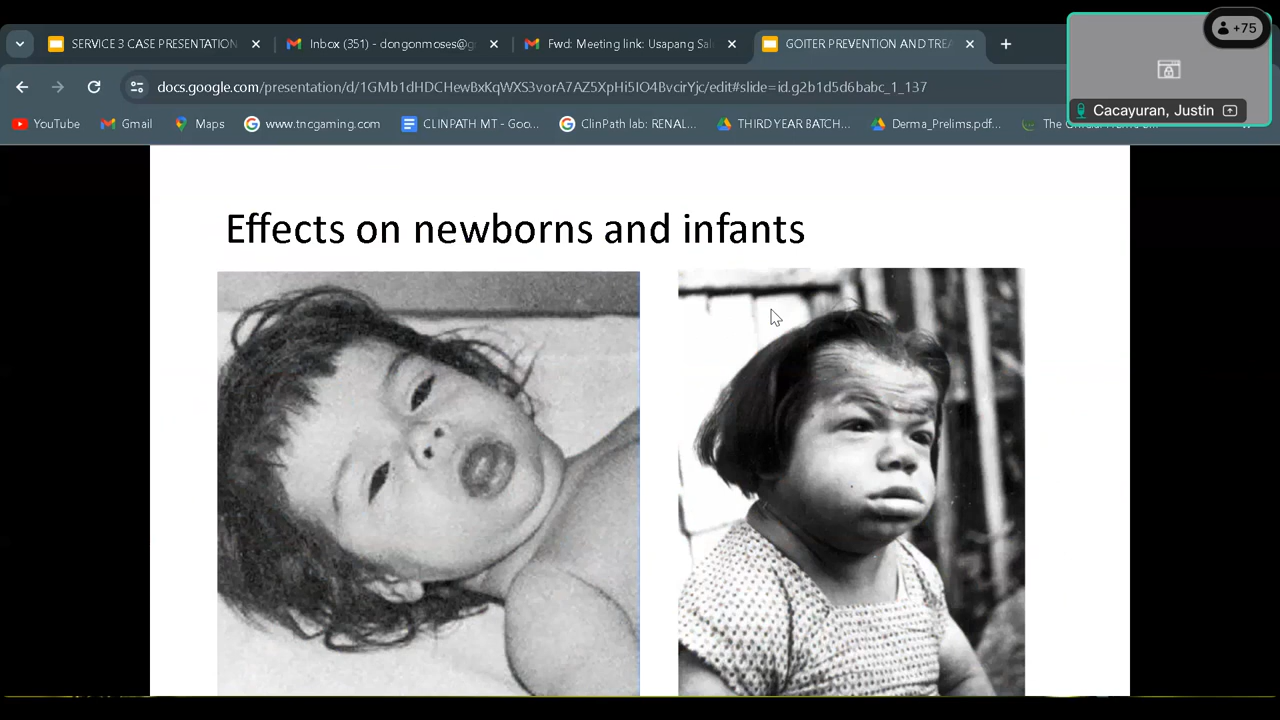 SERVICE 3 CASE PRESENTATION
Inbox (351) - dongonmoses@g
Fwd: Meeting link: Usapang Sal
GOITER PREVENTION AND TREA
+75
docs.google.com/presentation/d/1GMb1dHDCHewBxKqWXS3vorA7AZ5XpHi5IO4BvcirYjc/edit#slide=id.g2b1d5d6babc_1_137
Cacayuran, Justin
YouTube
Gmail
Maps
www.tncgaming.com
CLINPATH MT - Goo...
ClinPath lab: RENAL...
THIRD YEAR BATCH...
Derma_Prelims.pdf...
Effects on newborns and infants